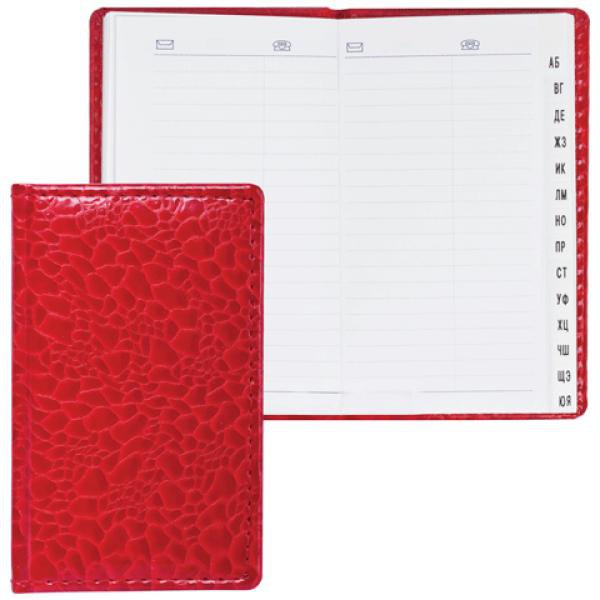 АБ
ВГ
ДЕ
ЖЗ
ИК
ЛМ
НО
ПР
СТ
УФ
ХЦ
ЧШ
ЩЭ
ЮЯ